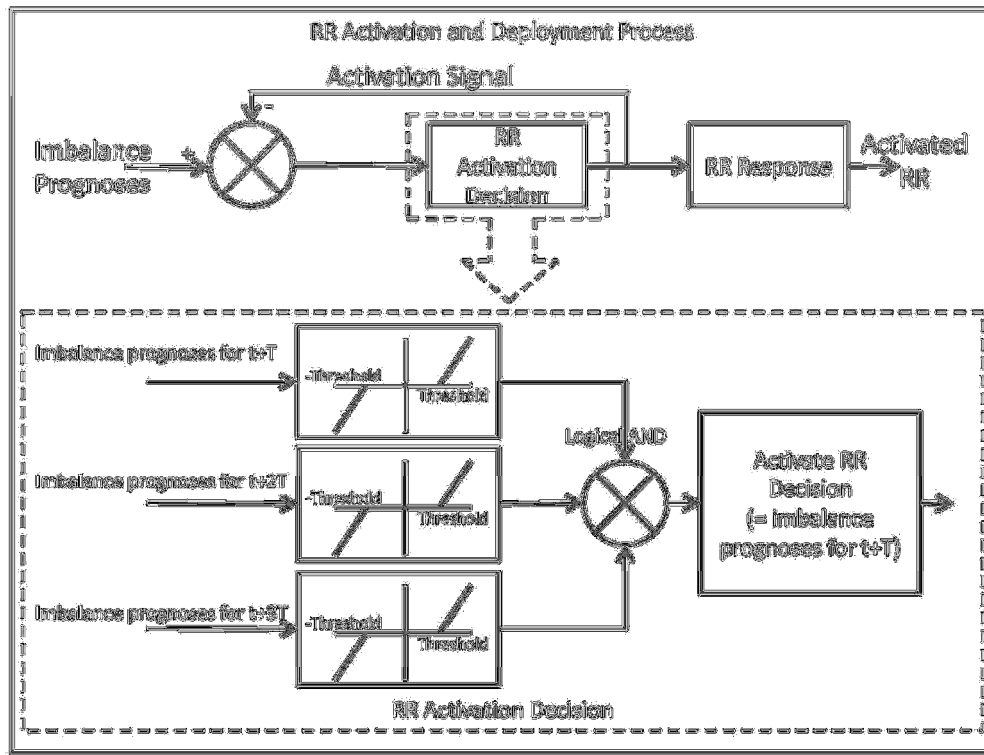 RR Activation and Deployment Process
Activation Signal
-
+
Imbalance
Prognoses
RR
Activation
Decision
RR Response
Activated
RR
Imbalance prognoses for t+T
-Threshold
Threshold
Logical AND
Imbalance prognoses for t+2T
-Threshold
Threshold
Activate RR
Decision
(= imbalance
prognoses for t+T)
Imbalance prognoses for t+3T
-Threshold
Threshold
RR Activation Decision